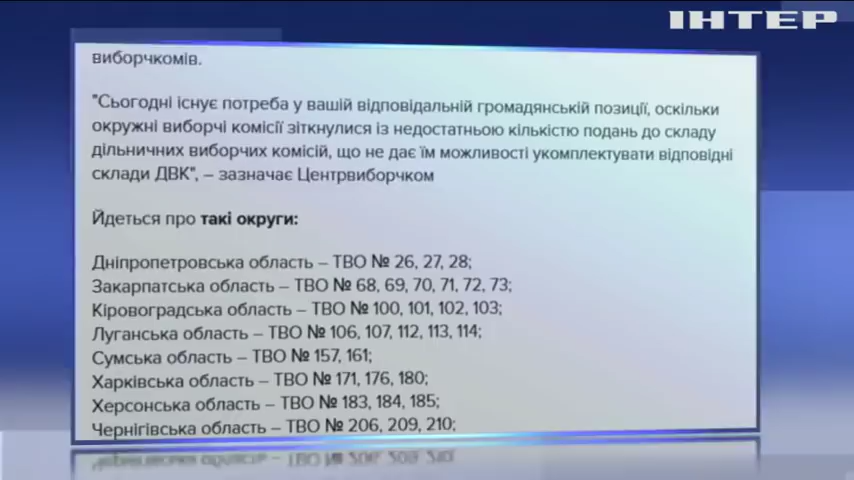 ІНТЕР
виборчкомів.
"Сьогодні існує потреба у вашій відповідальній громадянській позиції, оскільки
окружні виборчі комісії зіткнулися із недостатньою кількістю подань до складу
дільничних виборчих комісій, що не дає їм можливості укомплектувати відповідні
склади ДВК", – зазначає Центрвиборчком
Йдеться про такі округи:
Дніпропетровська область – ТВО № 26, 27, 28;
Закарпатська область – ТВО № 68, 69, 70, 71, 72, 73;
Кіровоградська область – ТВО № 100, 101, 102, 103;
Луганська область – ТВО № 106, 107, 112, 113, 114;
Сумська область – ТВО № 157, 161;
Харківська область – ТВО № 171, 176, 180;
Херсонська область – ТВО № 183, 184, 185;
Чернігівська область – ТВО № 206, 209, 210;